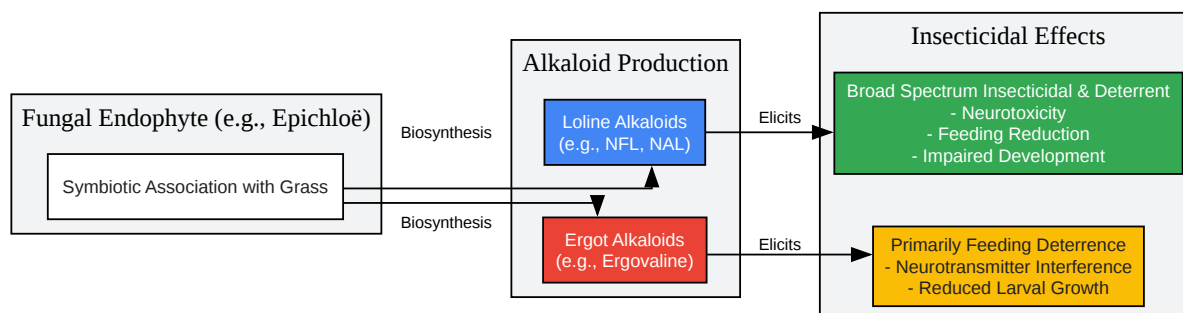 Fungal Endophyte (e.g., Epichloë)
Symbiotic Association with Grass
Biosynthesis
Biosynthesis
Alkaloid Production
Loline Alkaloids
(e.g., NFL, NAL)
Ergot Alkaloids
(e.g., Ergovaline)
Elicits
Elicits
Insecticidal Effects
Broad Spectrum Insecticidal & Deterrent
- Neurotoxicity
- Feeding Reduction
- Impaired Development
Primarily Feeding Deterrence
- Neurotransmitter Interference
- Reduced Larval Growth